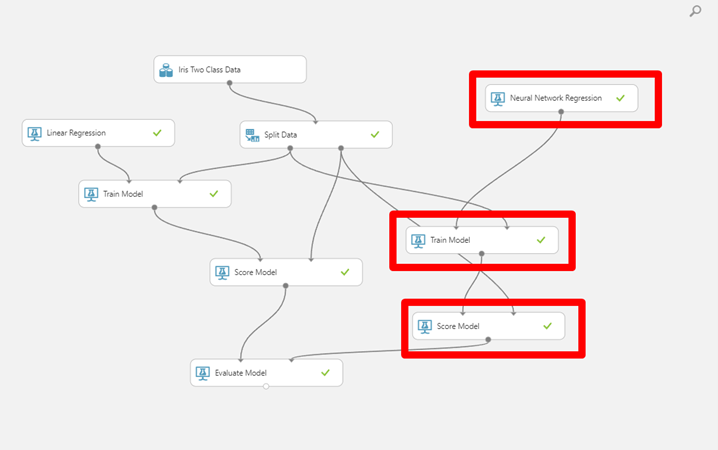 Iris Two Class Data
Neural Network Regression
Linear Regression
Split Data
Train Model
Train Model
Score Model
Score Model
Evaluate Model